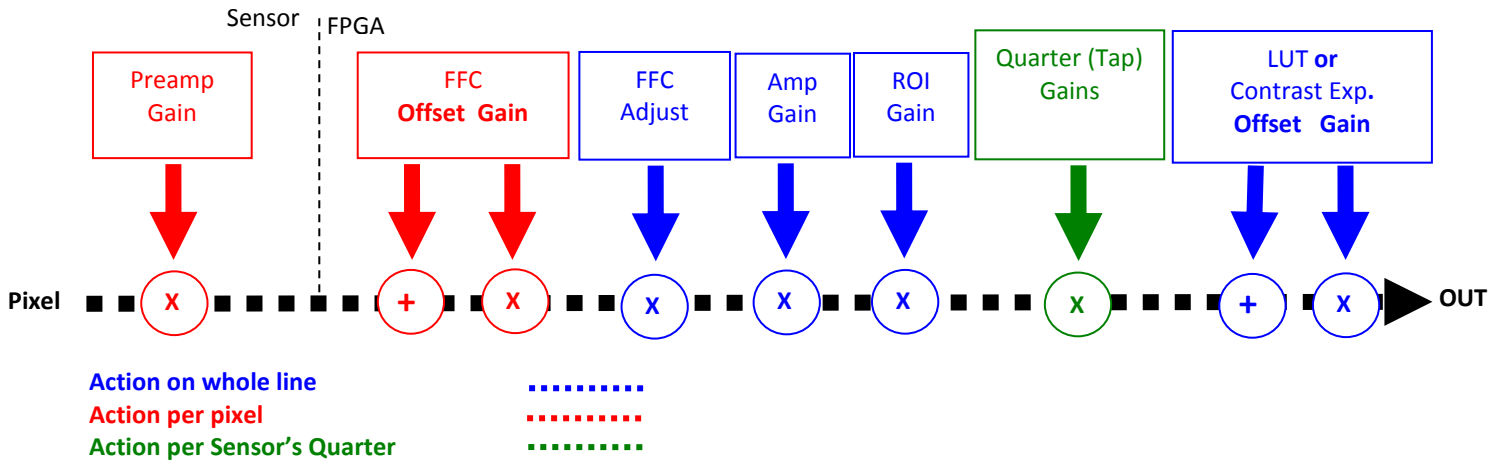 Sensor
FPGA
Preamp
Gain
FFC
Offset Gain
FFC
Adjust
Amp
Gain
ROI
Gain
Quarter (Tap)
Gains
LUT or
Contrast Exp.
Offset Gain
Pixel
X
+
X
X
X
X
X
+
X
OUT
Action on whole line
Action per pixel
Action per Sensor's Quarter